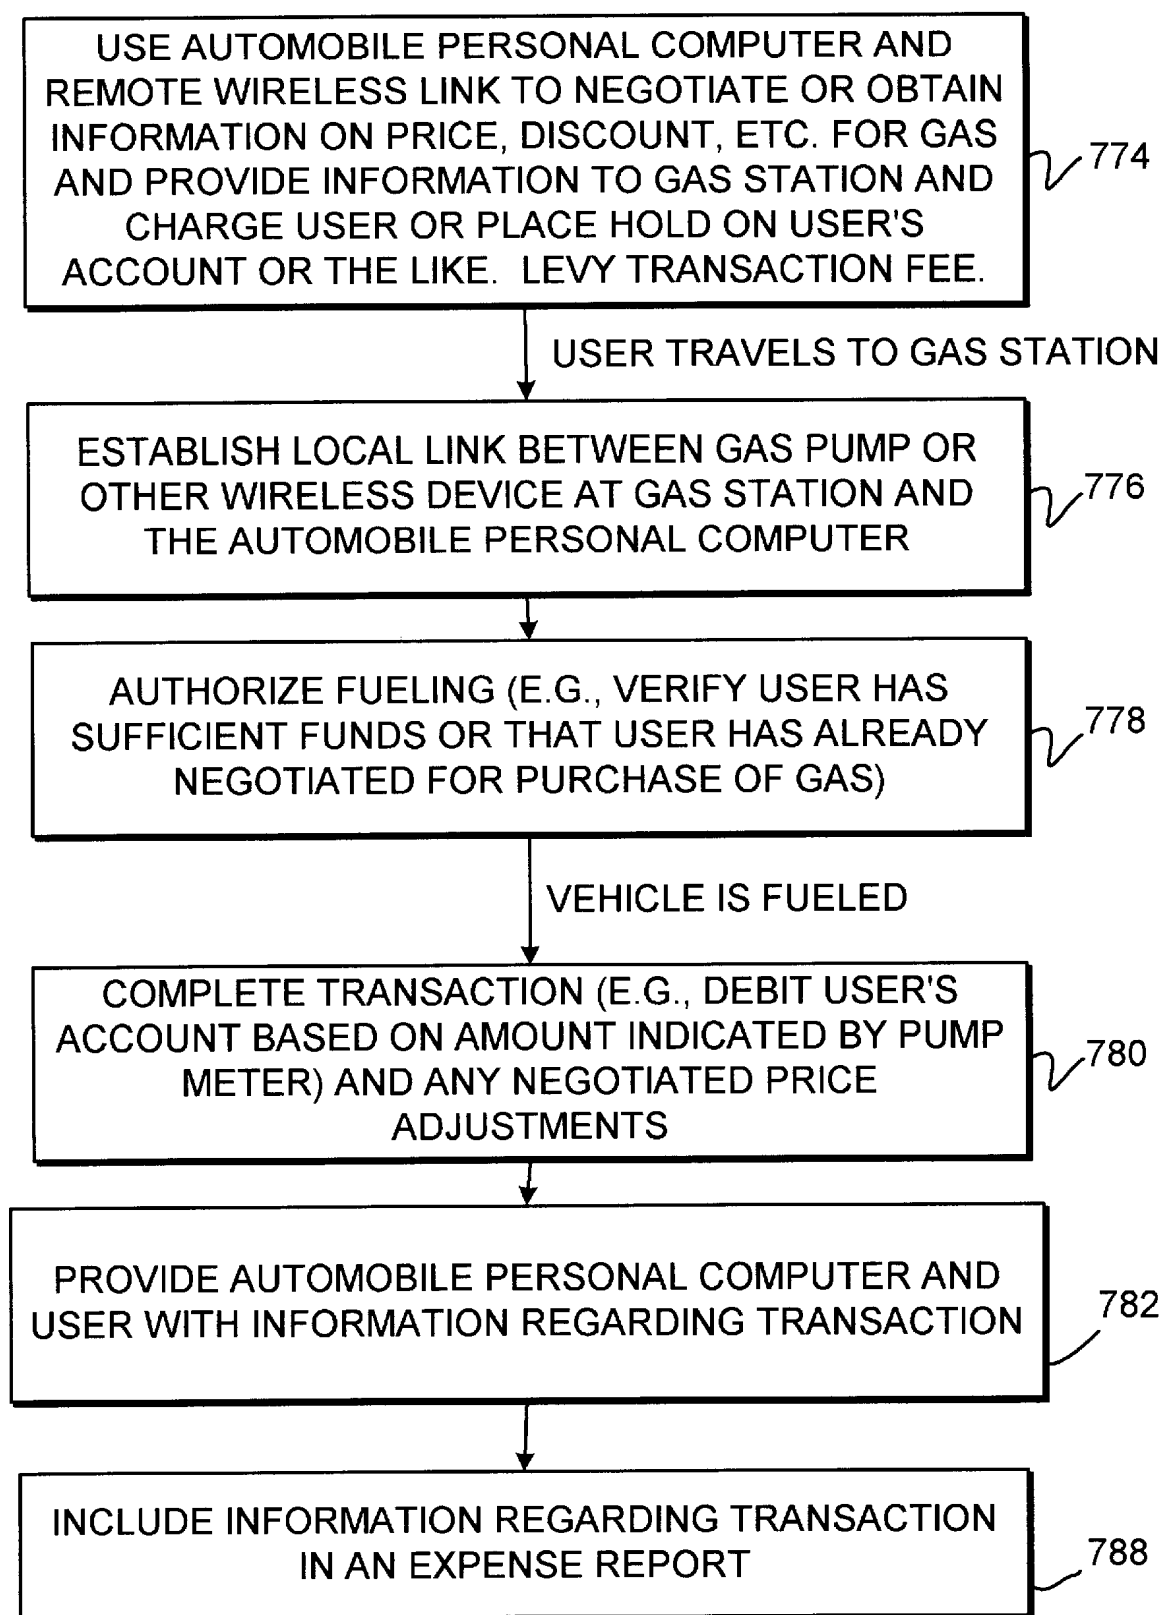 USE AUTOMOBILE PERSONAL COMPUTER AND
REMOTE WIRELESS LINK TO NEGOTIATE OR OBTAIN
INFORMATION ON PRICE, DISCOUNT, ETC. FOR GAS
AND PROVIDE INFORMATION TO GAS STATION AND
CHARGE USER OR PLACE HOLD ON USER'S
ACCOUNT OR THE LIKE. LEVY TRANSACTION FEE.
774
USER TRAVELS TO GAS STATION
ESTABLISH LOCAL LINK BETWEEN GAS PUMP OR
OTHER WIRELESS DEVICE AT GAS STATION AND
THE AUTOMOBILE PERSONAL COMPUTER
776
AUTHORIZE FUELING (E.G., VERIFY USER HAS
SUFFICIENT FUNDS OR THAT USER HAS ALREADY
NEGOTIATED FOR PURCHASE OF GAS)
778
VEHICLE IS FUELED
COMPLETE TRANSACTION (E.G., DEBIT USER'S
ACCOUNT BASED ON AMOUNT INDICATED BY PUMP
METER) AND ANY NEGOTIATED PRICE
ADJUSTMENTS
780
PROVIDE AUTOMOBILE PERSONAL COMPUTER AND
USER WITH INFORMATION REGARDING TRANSACTION
782
INCLUDE INFORMATION REGARDING TRANSACTION
IN AN EXPENSE REPORT
788